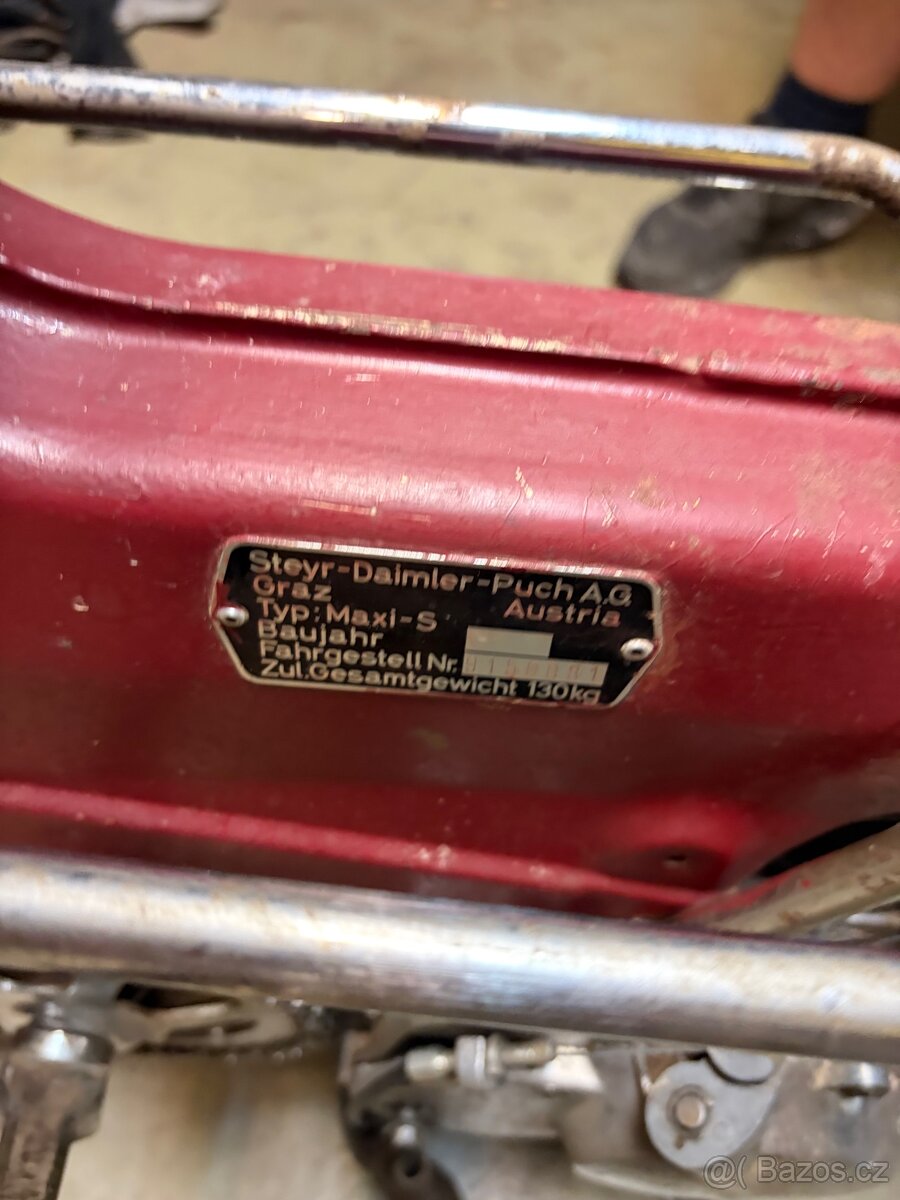 Steyr-Daimler-Puch A.G.
Graz Austria
Typ: Maxi-S
Baujahr
Fahrgestell Nr.
Zul.Gesamtgewicht 130kg
@( Bazos.cz